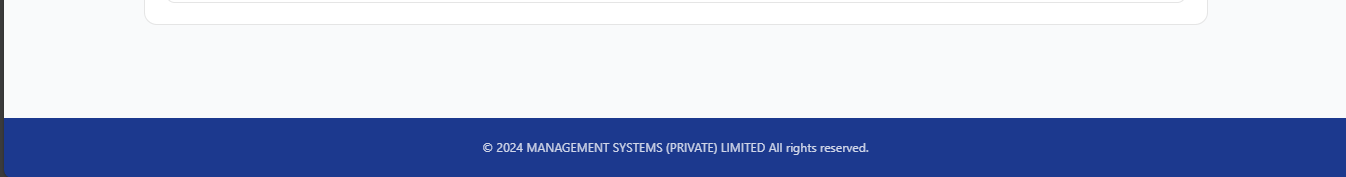 © 2024 MANAGEMENT SYSTEMS (PRIVATE) LIMITED All rights reserved.